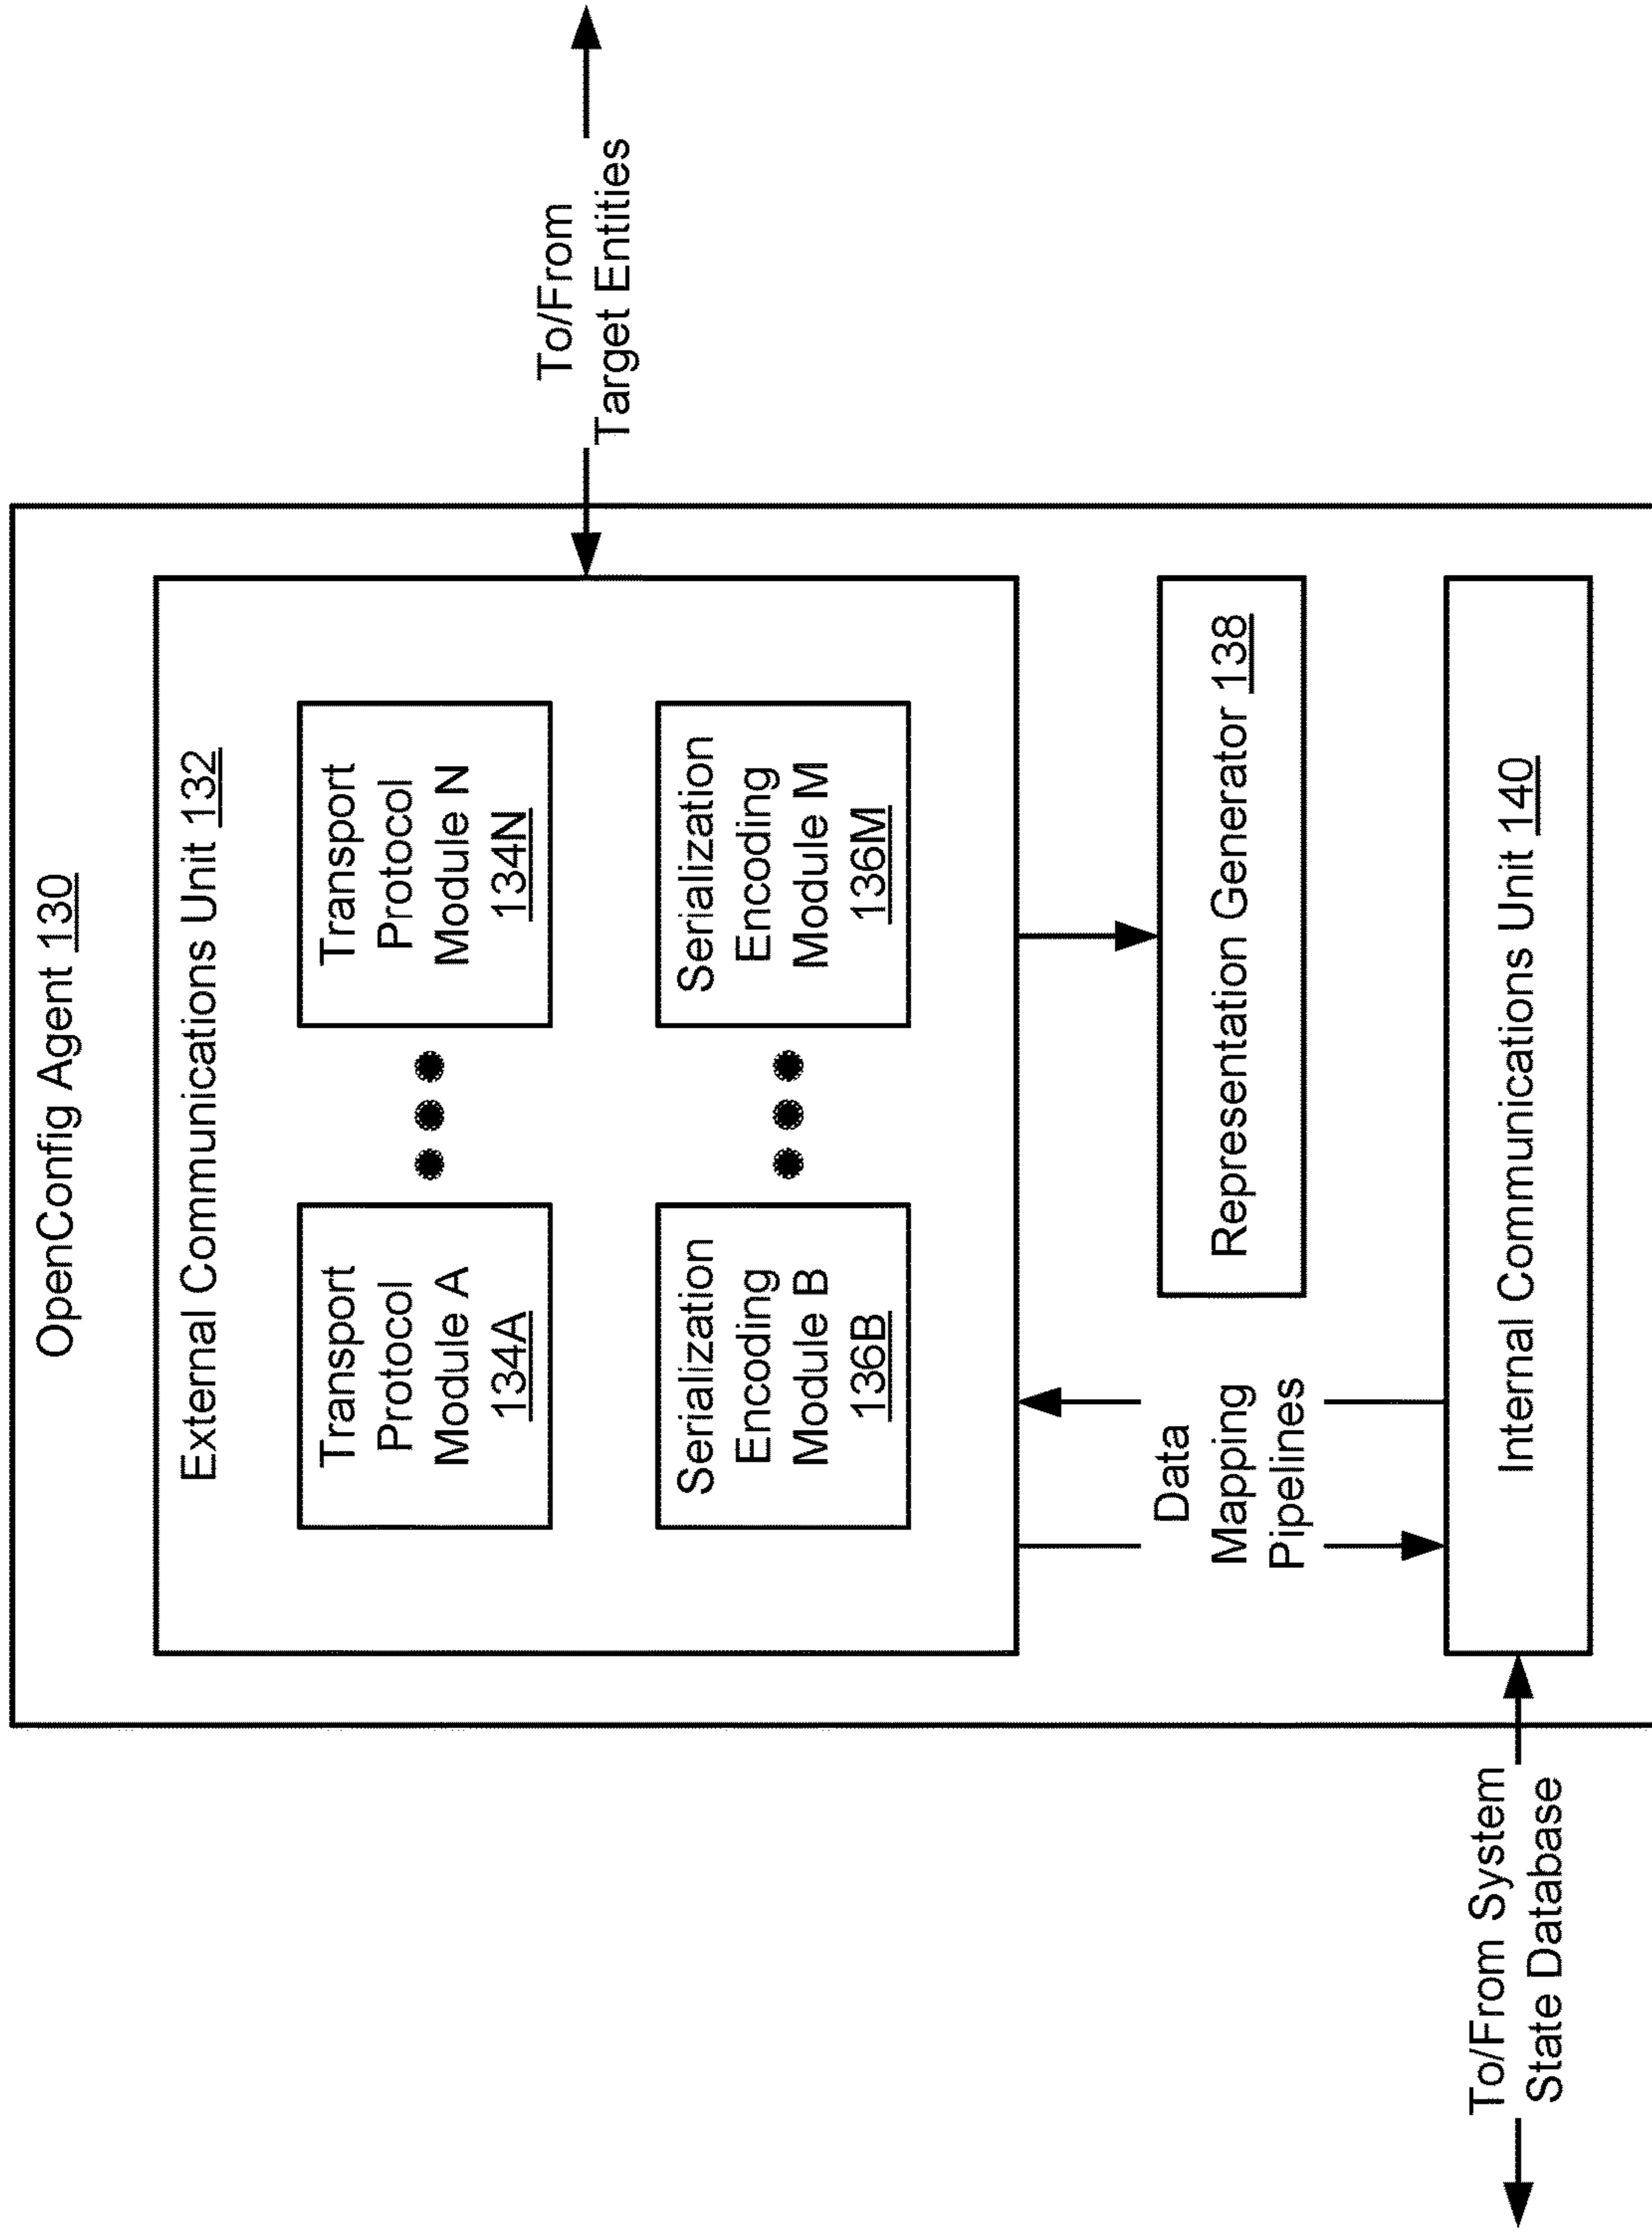 OpenConfig Agent 130
External Communications Unit 132
Transport
Protocol
Module A
134A
Transport
Protocol
Module N
134N
Serialization
Encoding
Module B
136B
Serialization
Encoding
Module M
136M
To/From
Target Entities
Data
Mapping
Pipelines
Representation Generator 138
Internal Communications Unit 140
To/From System
State Database